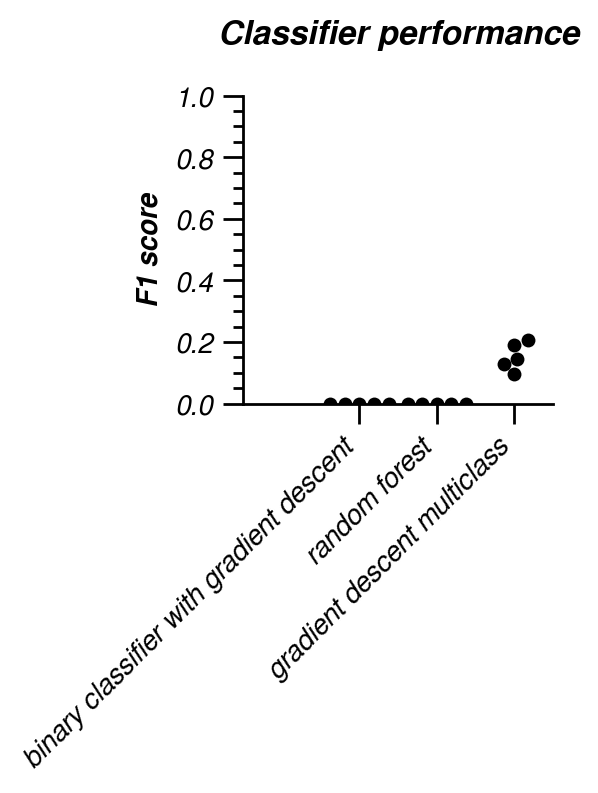 Classifier performance
F1 score
1.0
0.8
0.6
0.4
0.2
0.0
binary classifier with gradient descent
random forest
gradient descent multiclass